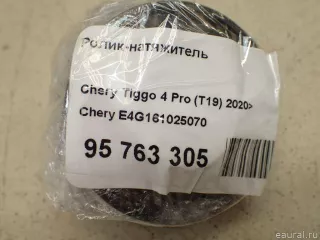 Ролик-натяжитель
Chery Tiggo 4 Pro (T19) 2020>
Chery E4G161025070
95 763 305
© eaural.ru